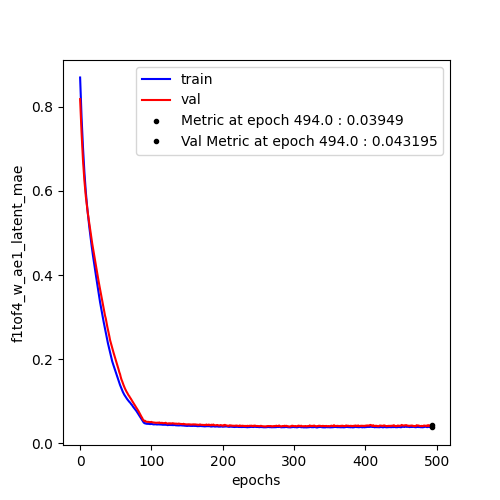 train
val
Metric at epoch 494.0 : 0.03949
Val Metric at epoch 494.0 : 0.043195
0.8
0.6
0.4
0.2
0.0
f1tof4_w_ae1_latent_mae
0 100 200 300 400 500
epochs